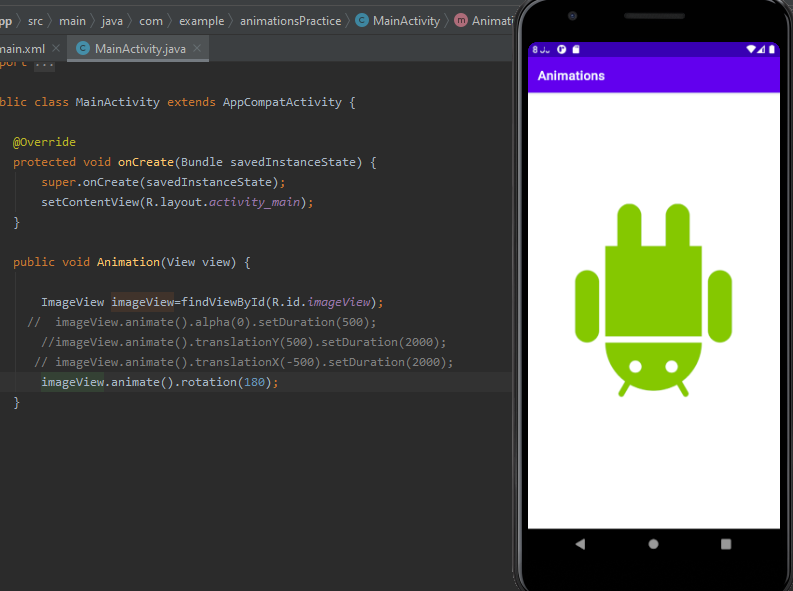 pp 〉 src 〉 main 〉 java 〉 com 〉 example 〉 animationsPractice 〉 C MainActivity 〉 m Animati
main.xml × C MainActivity.java ×
port ...
blic class MainActivity extends AppCompatActivity {
@Override
protected void onCreate(Bundle savedInstanceState) {
super.onCreate(savedInstanceState);
setContentView(R.layout.activity_main);
}
public void Animation(View view) {
ImageView imageView=findViewById(R.id.imageView);
//  imageView.animate().alpha(0).setDuration(500);
//imageView.animate().translationY(500).setDuration(2000);
// imageView.animate().translationX(-500).setDuration(2000);
imageView.animate().rotation(180);
}
Animations